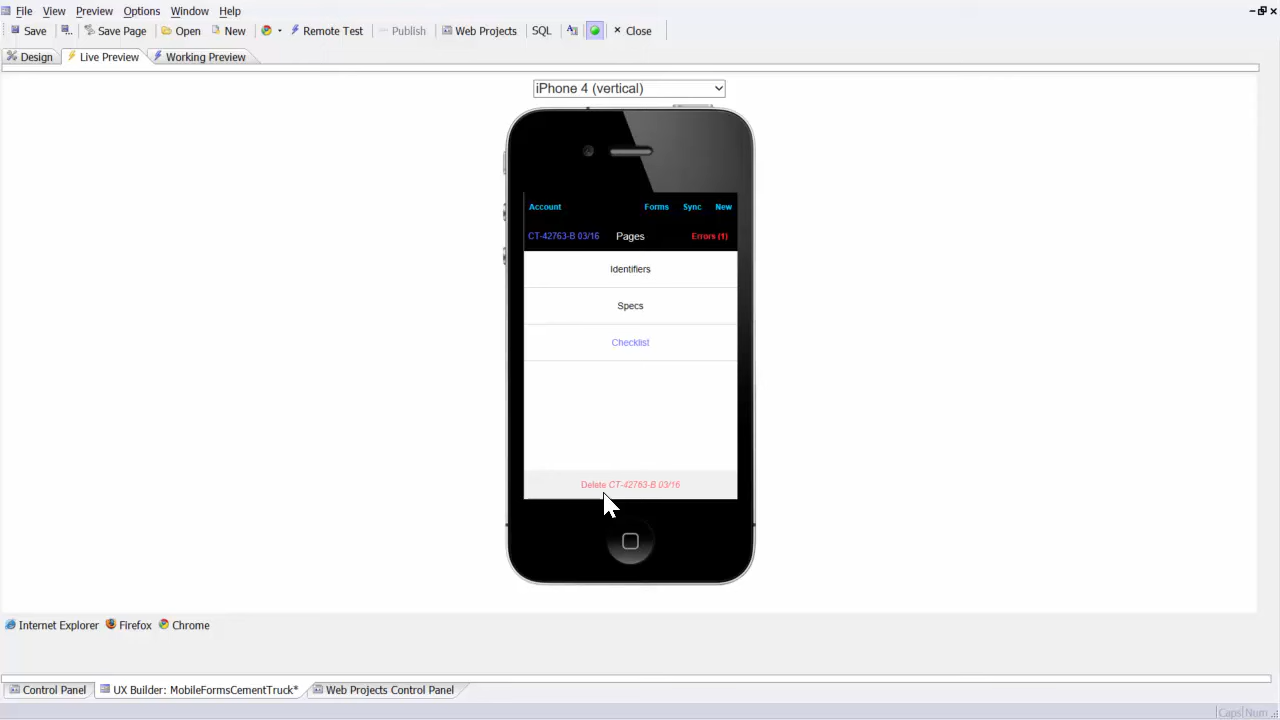 File View Preview Options Window Help
Save Save Page Open New Remote Test Publish Web Projects SQL Close
Design Live Preview Working Preview
iPhone 4 (vertical)
Account Forms Sync New
CT-42763-B 03/16 Pages Errors (1)
Identifiers
Specs
Checklist
Delete CT-42763-B 03/16
Internet Explorer Firefox Chrome
Control Panel UX Builder: MobileFormsCementTruck* Web Projects Control Panel
Caps Num